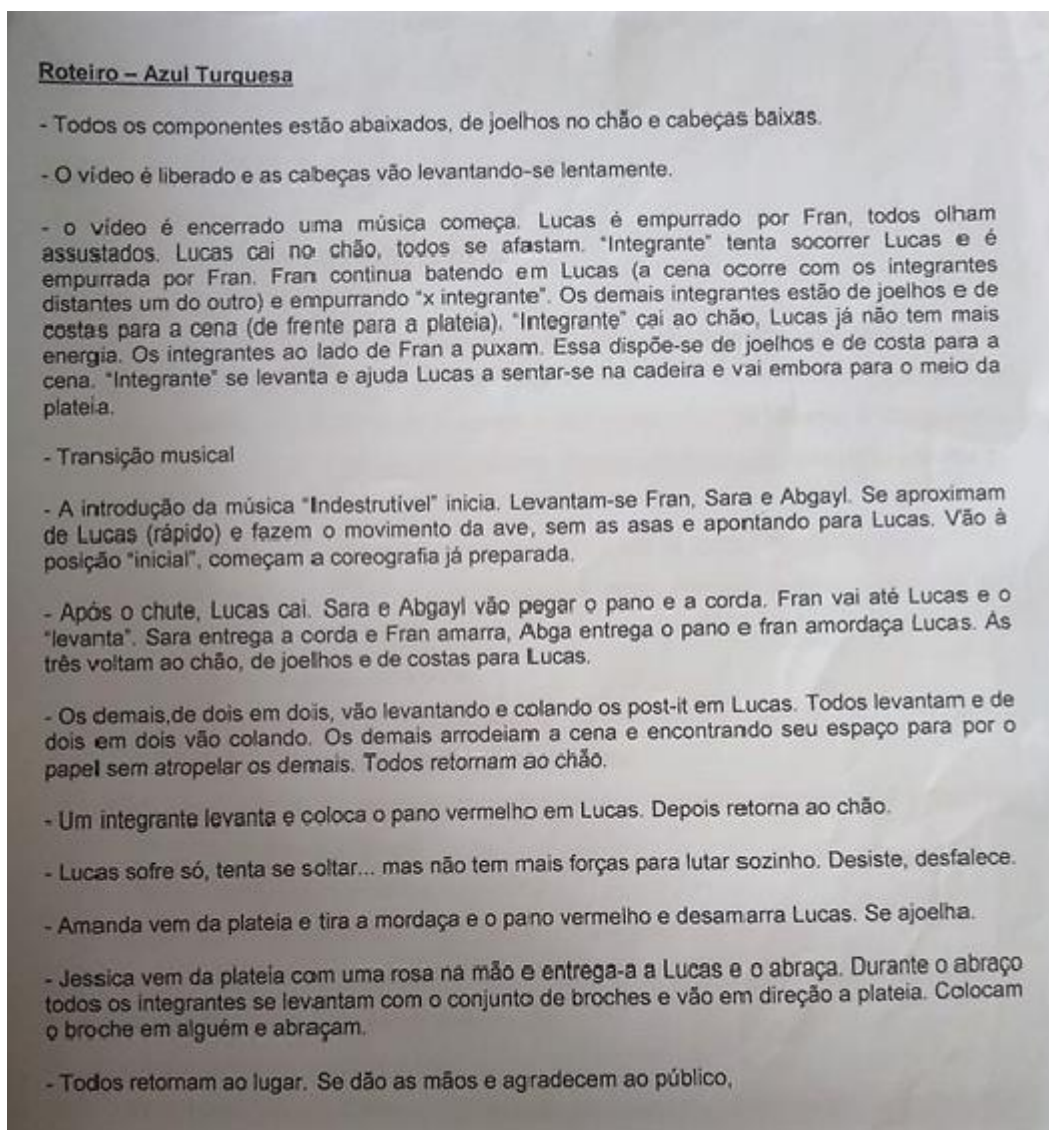 Roteiro – Azul Turquesa
- Todos os componentes estão abaixados, de joelhos no chão e cabeças baixas.
- O vídeo é liberado e as cabeças vão levantando-se lentamente.
- o vídeo é encerrado uma música começa. Lucas é empurrado por Fran, todos olham
assustados. Lucas cai no chão, todos se afastam. "Integrante" tenta socorrer Lucas e é
empurrada por Fran. Fran continua batendo em Lucas (a cena ocorre com os integrantes
distantes um do outro) e empurrando "x integrante". Os demais integrantes estão de joelhos e de
costas para a cena (de frente para a plateia). "Integrante" cai ao chão, Lucas já não tem mais
energia. Os integrantes ao lado de Fran a puxam. Essa dispõe-se de joelhos e de costa para a
cena. "Integrante" se levanta e ajuda Lucas a sentar-se na cadeira e vai embora para o meio da
plateia.
- Transição musical
- A introdução da música "Indestrutível" inicia. Levantam-se Fran, Sara e Abgayl. Se aproximam
de Lucas (rápido) e fazem o movimento da ave, sem as asas e apontando para Lucas. Vão à
posição "inicial", começam a coreografia já preparada.
- Após o chute, Lucas cai. Sara e Abgayl vão pegar o pano e a corda. Fran vai até Lucas e o
"levanta". Sara entrega a corda e Fran amarra, Abga entrega o pano e fran amordaça Lucas. As
três voltam ao chão, de joelhos e de costas para Lucas.
- Os demais,de dois em dois, vão levantando e colando os post-it em Lucas. Todos levantam e de
dois em dois vão colando. Os demais arrodeiam a cena e encontrando seu espaço para por o
papel sem atropelar os demais. Todos retornam ao chão.
- Um integrante levanta e coloca o pano vermelho em Lucas. Depois retorna ao chão.
- Lucas sofre só, tenta se soltar... mas não tem mais forças para lutar sozinho. Desiste, desfalece.
- Amanda vem da plateia e tira a mordaça e o pano vermelho e desamarra Lucas. Se ajoelha.
- Jessica vem da plateia com uma rosa na mão e entrega-a a Lucas e o abraça. Durante o abraço
todos os integrantes se levantam com o conjunto de broches e vão em direção a plateia. Colocam
o broche em alguém e abraçam.
- Todos retornam ao lugar. Se dão as mãos e agradecem ao público,